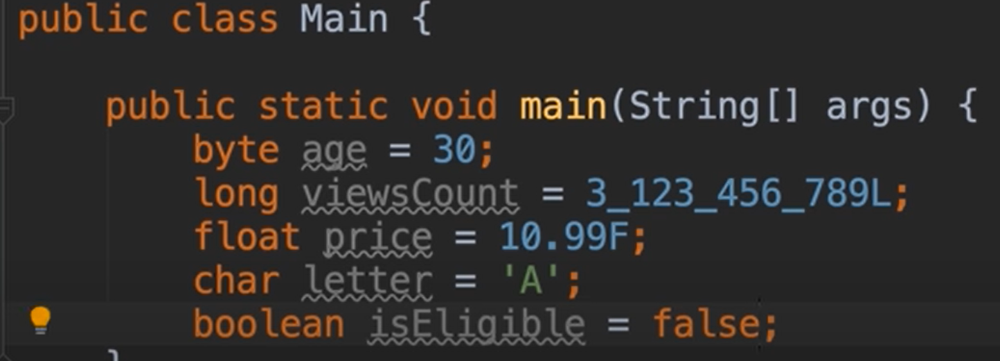 public class Main {
public static void main(String[] args) {
byte age = 30;
long viewsCount = 3_123_456_789L;
float price = 10.99F;
char letter = 'A';
boolean isEligible = false;
}